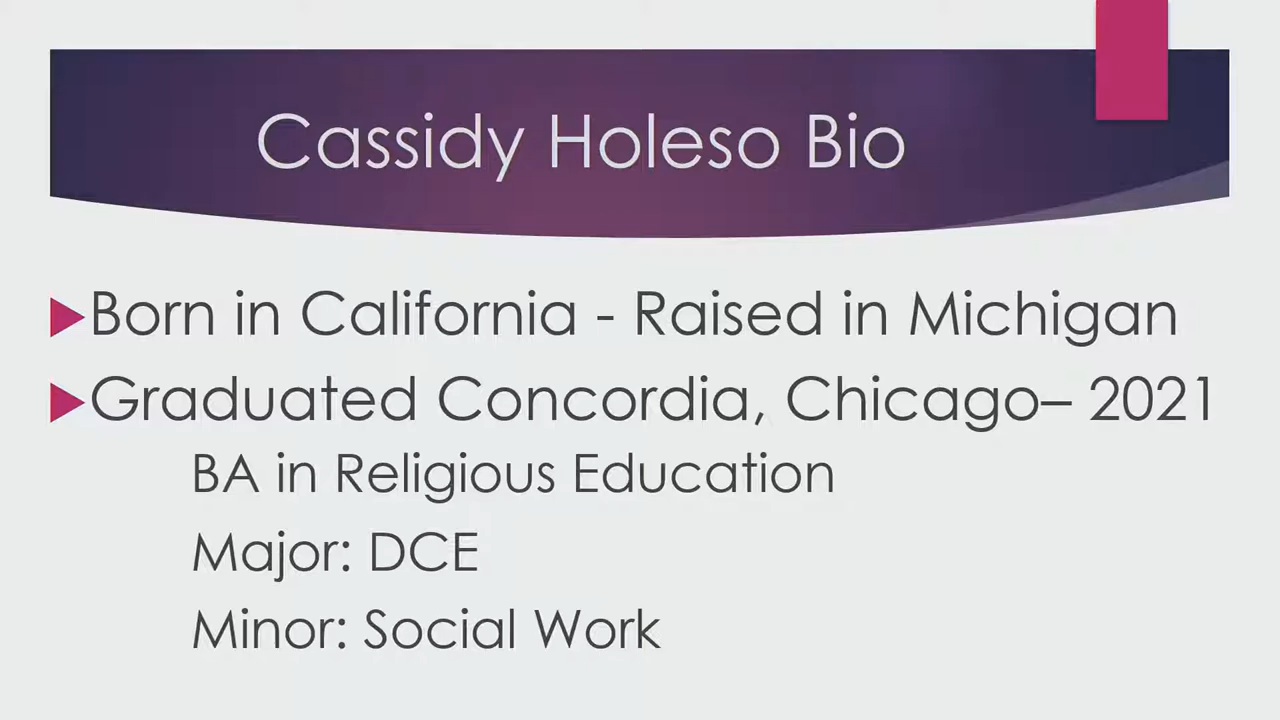 Cassidy Holeso Bio
Born in California - Raised in Michigan
Graduated Concordia, Chicago– 2021
BA in Religious Education
Major: DCE
Minor: Social Work